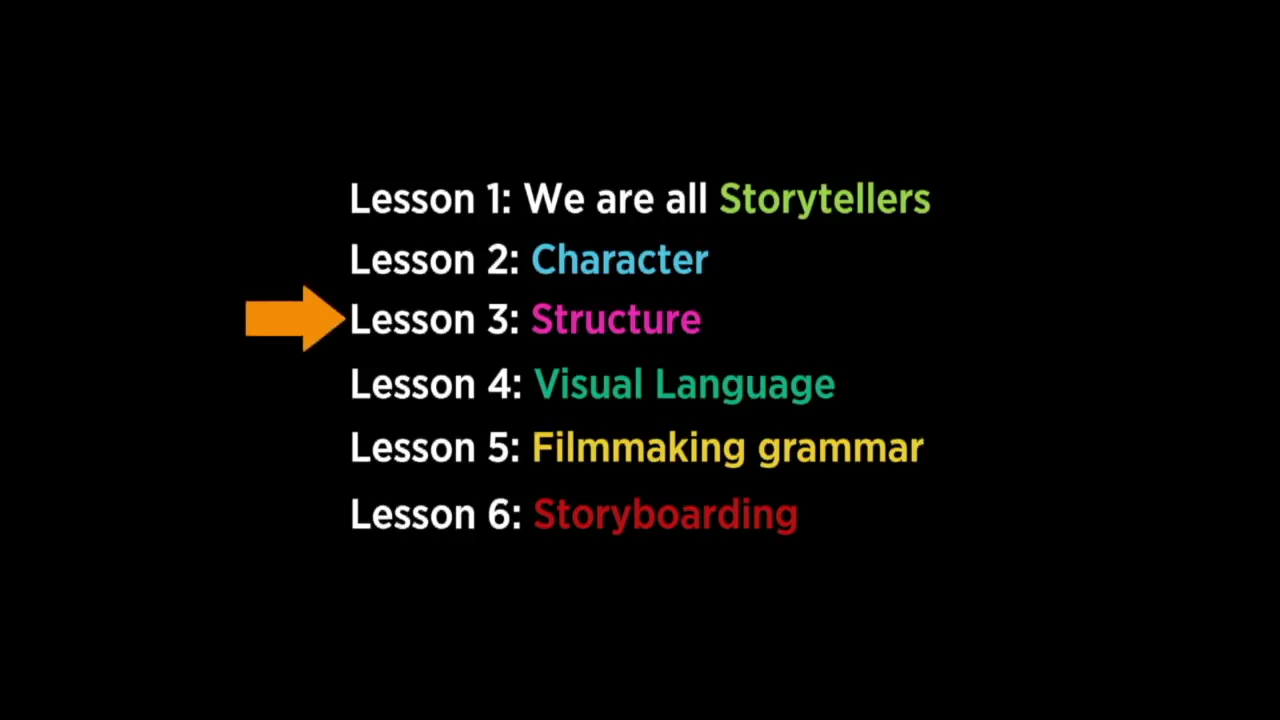 Lesson 1: We are all Storytellers
Lesson 2: Character
Lesson 3: Structure
Lesson 4: Visual Language
Lesson 5: Filmmaking grammar
Lesson 6: Storyboarding